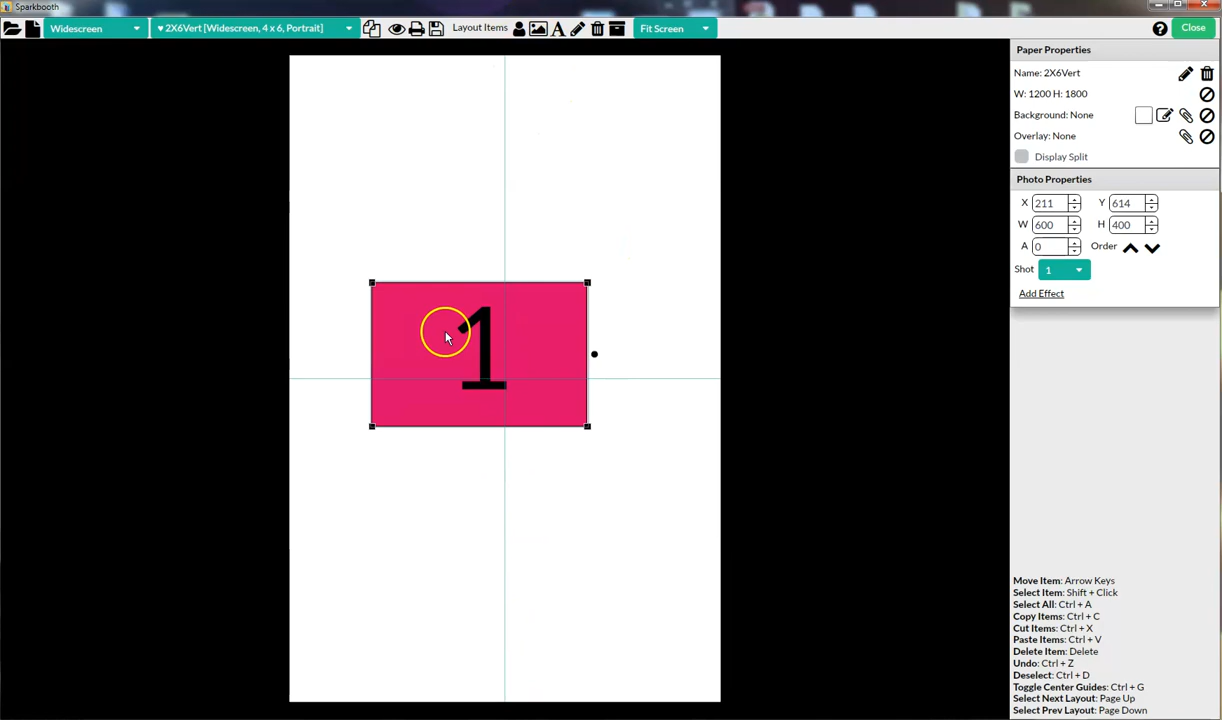 Sparkbooth
Widescreen
♥ 2X6Vert [Widescreen, 4 x 6, Portrait]
Layout Items
A
Fit Screen
?
Close
Paper Properties
Name: 2X6Vert
W: 1200 H: 1800
Background: None
Overlay: None
Display Split
Photo Properties
X 211 Y 614
W 600 H 400
A 0 Order
Shot 1
Add Effect
1
Move Item: Arrow Keys
Select Item: Shift + Click
Select All: Ctrl + A
Copy Items: Ctrl + C
Cut Items: Ctrl + X
Paste Items: Ctrl + V
Delete Item: Delete
Undo: Ctrl + Z
Deselect: Ctrl + D
Toggle Center Guides: Ctrl + G
Select Next Layout: Page Up
Select Prev Layout: Page Down